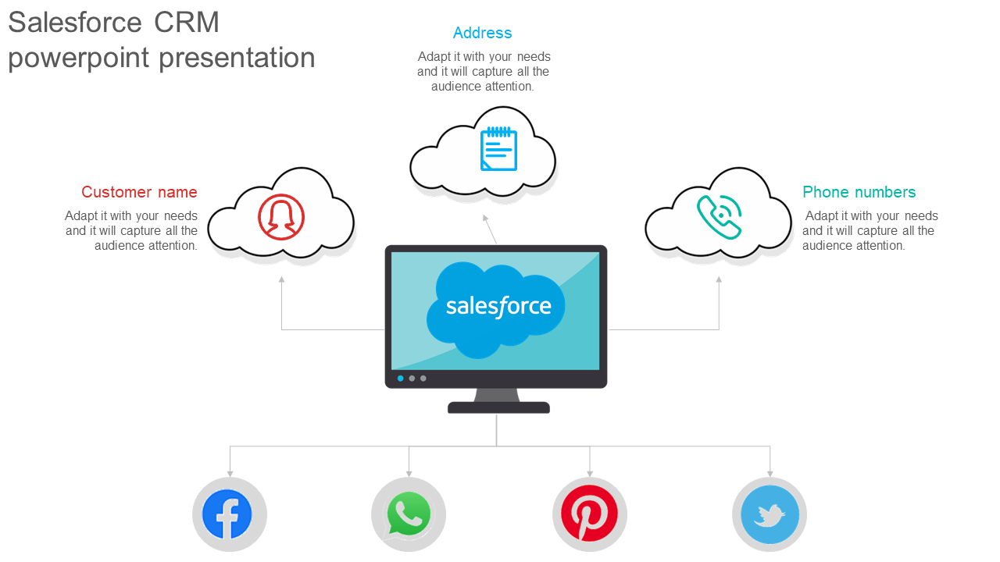 Salesforce CRM
powerpoint presentation
Address
Adapt it with your needs
and it will capture all the
audience attention.
Customer name
Adapt it with your needs
and it will capture all the
audience attention.
Phone numbers
Adapt it with your needs
and it will capture all the
audience attention.
salesforce